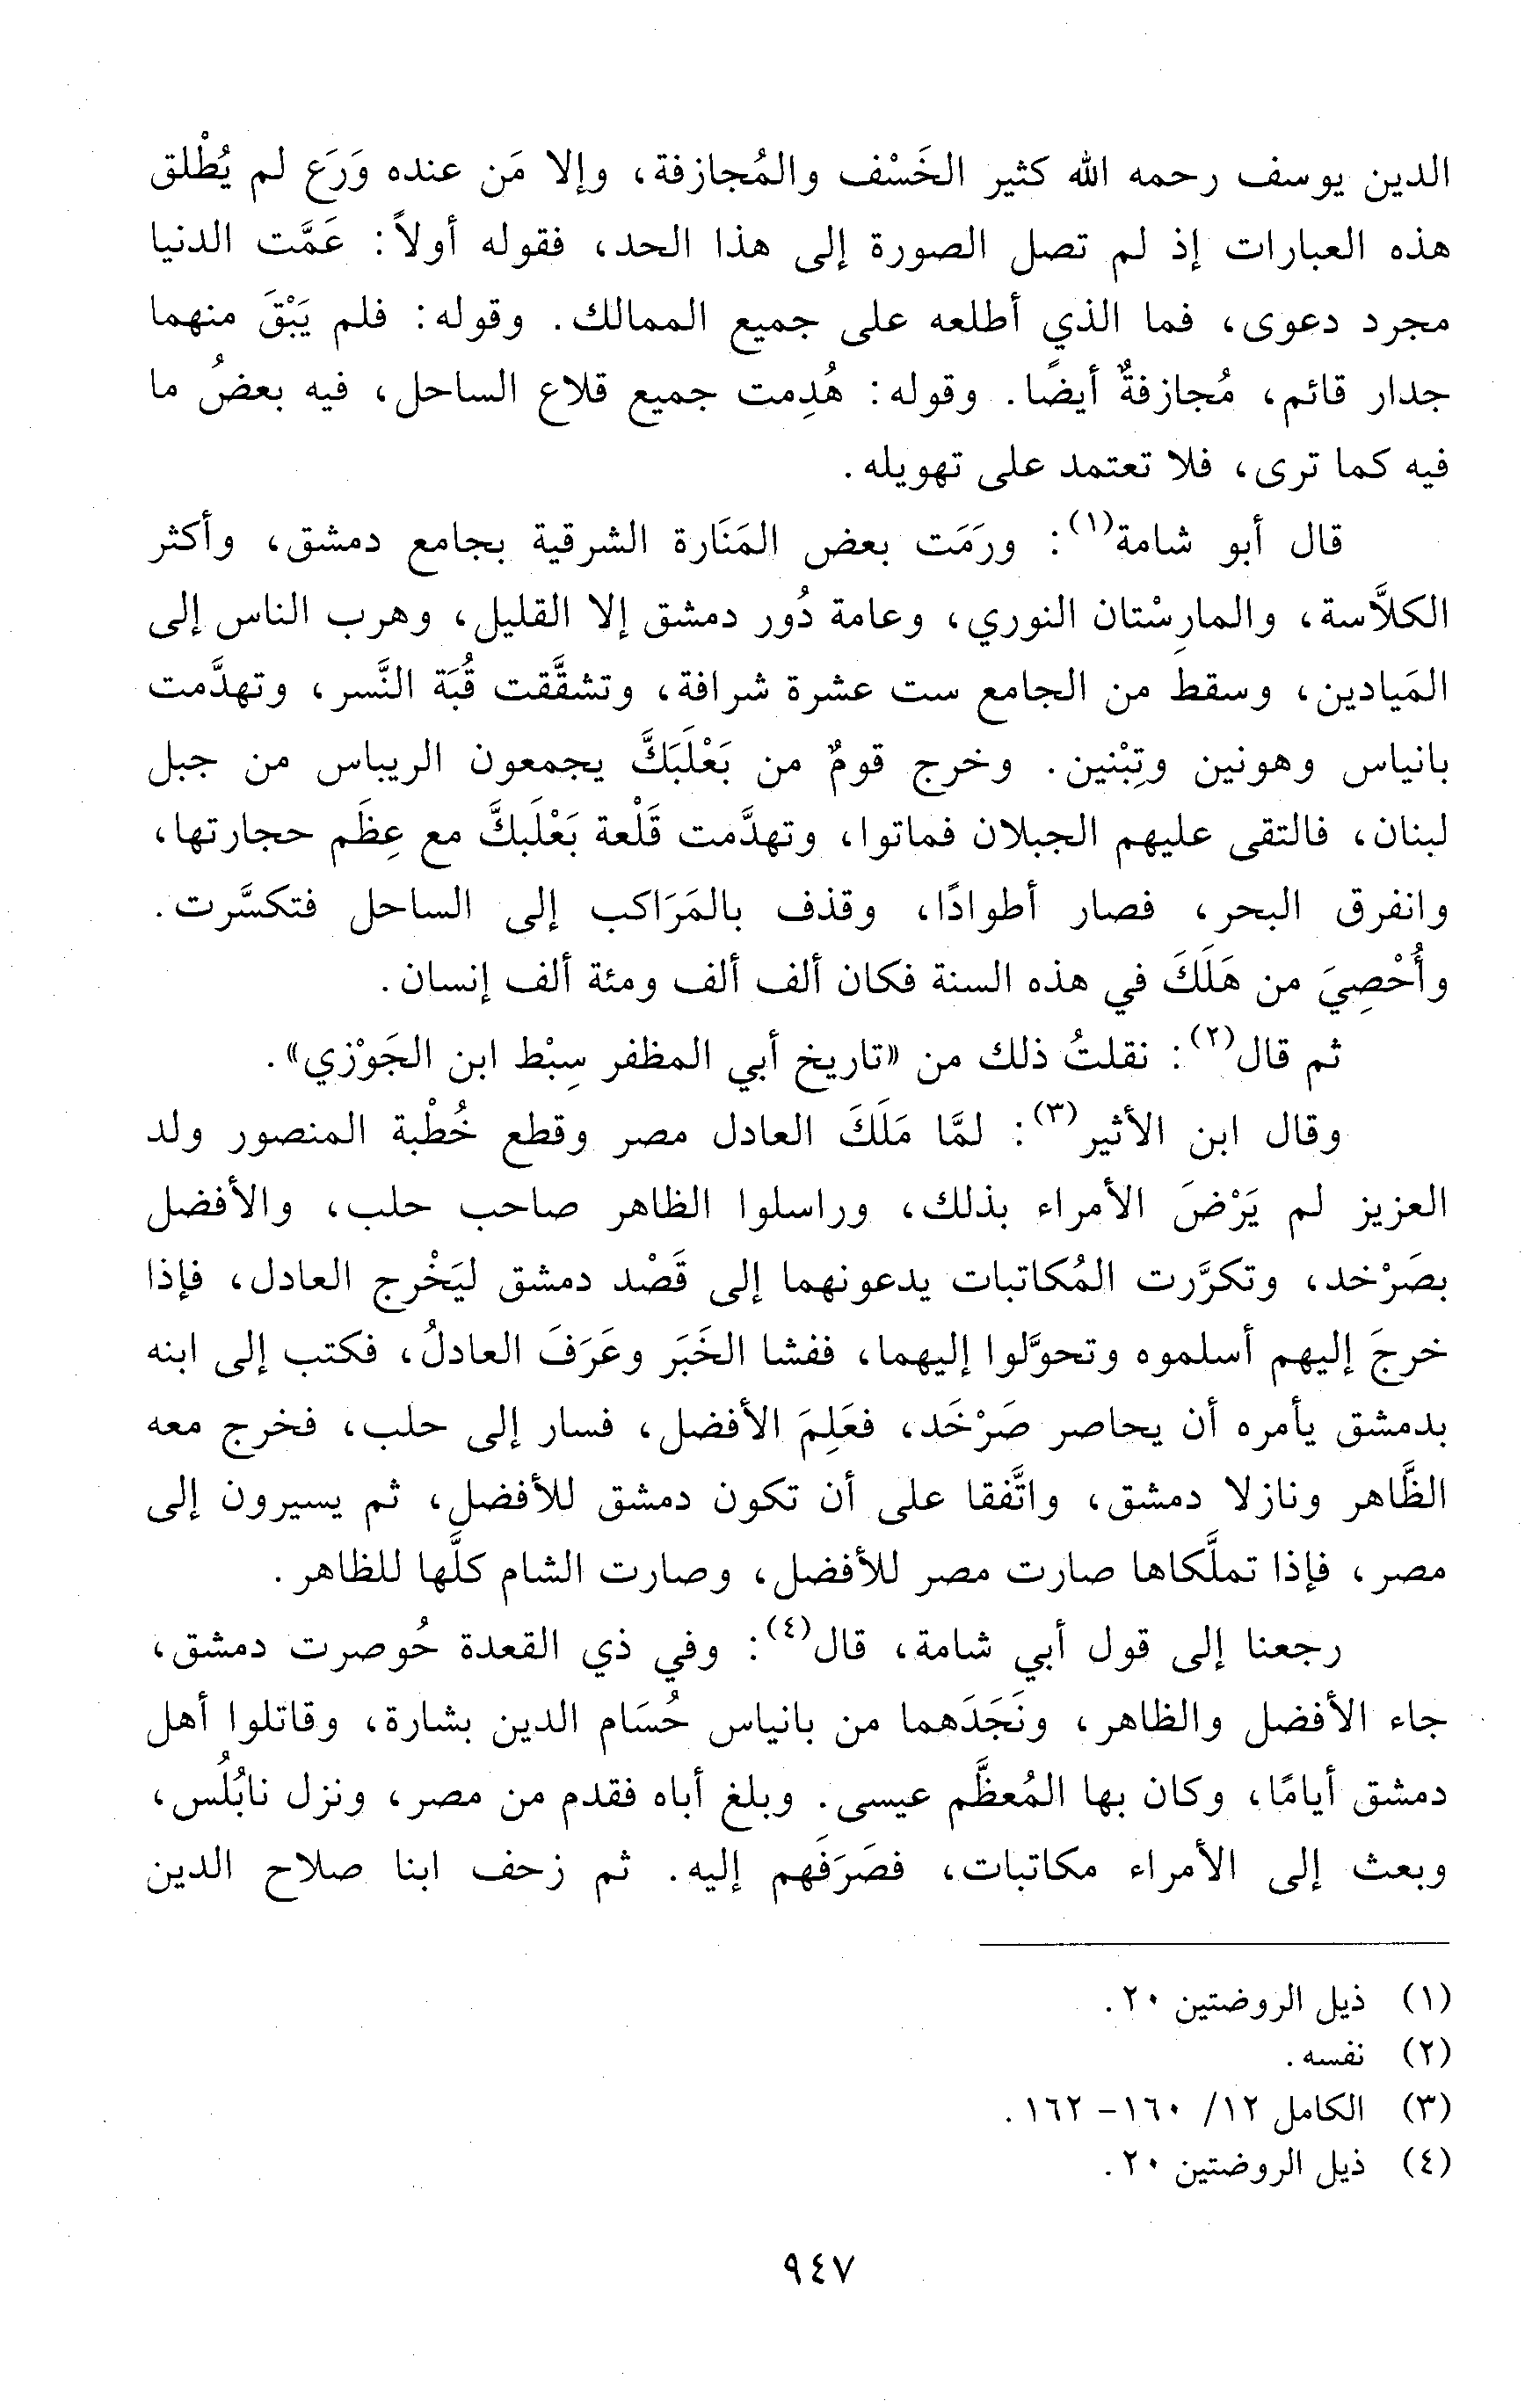 الدين يوسف رحمه الله كثير الخَسْف والمُجازفة، وإلا مَن عنده وَرَع لم يُطْلق
هذه العبارات إذ لم تصل الصورة إلى هذا الحد، فقوله أولاً: عَمَّت الدنيا
مجرد دعوى، فما الذي أطلعه على جميع الممالك. وقوله: فلم يَبْقَ منهما
جدار قائم، مُجازفةٌ أيضًا. وقوله: هُدِمت جميع قلاع الساحل، فيه بعضُ ما
فيه كما ترى، فلا تعتمد على تهويله.
قال أبو شامة(١): ورَمَت بعض المَنَارة الشرقية بجامع دمشق، وأكثر
الكلاَّسة، والمارِسْتان النوري، وعامة دُور دمشق إلا القليل، وهرب الناس إلى
المَيادين، وسقط من الجامع ست عشرة شرافة، وتشقَّقت قُبَة النَّسر، وتهدَّمت
بانياس وهونين وتِبْنين. وخرج قومٌ من بَعْلَبَكَّ يجمعون الريباس من جبل
لبنان، فالتقى عليهم الجبلان فماتوا، وتهدَّمت قَلْعة بَعْلَبكَّ مع عِظَم حجارتها،
وانفرق البحر، فصار أطوادًا، وقذف بالمَرَاكب إلى الساحل فتكسَّرت.
وأُحْصِيَ من هَلَكَ في هذه السنة فكان ألف ألف ومئة ألف إنسان.
ثم قال(٢): نقلتُ ذلك من «تاريخ أبي المظفر سِبْط ابن الجَوْزي».
وقال ابن الأثير(٣): لمَّا مَلَكَ العادل مصر وقطع خُطْبة المنصور ولد
العزيز لم يَرْضَ الأمراء بذلك، وراسلوا الظاهر صاحب حلب، والأفضل
بصَرْخد، وتكرَّرت المُكاتبات يدعونهما إلى قَصْد دمشق ليَخْرج العادل، فإذا
خرجَ إليهم أسلموه وتحوَّلوا إليهما، ففشا الخَبَر وعَرَفَ العادلُ، فكتب إلى ابنه
بدمشق يأمره أن يحاصر صَرْخَد، فعَلِمَ الأفضل، فسار إلى حلب، فخرج معه
الظَّاهر ونازلا دمشق، واتَّفقا على أن تكون دمشق للأفضل، ثم يسيرون إلى
مصر، فإذا تملَّكاها صارت مصر للأفضل، وصارت الشام كلَّها للظاهر.
رجعنا إلى قول أبي شامة، قال(٤): وفي ذي القعدة حُوصرت دمشق،
جاء الأفضل والظاهر، ونَجَدَهما من بانياس حُسَام الدين بشارة، وقاتلوا أهل
دمشق أيامًا، وكان بها المُعظَّم عيسى. وبلغ أباه فقدم من مصر، ونزل نابُلُس،
وبعث إلى الأمراء مكاتبات، فصَرَفَهم إليه. ثم زحف ابنا صلاح الدين
(١) ذيل الروضتين ٢٠.
(٢) نفسه.
(٣) الكامل ١٢/ ١٦٠- ١٦٢.
(٤) ذيل الروضتين ٢٠.
٩٤٧